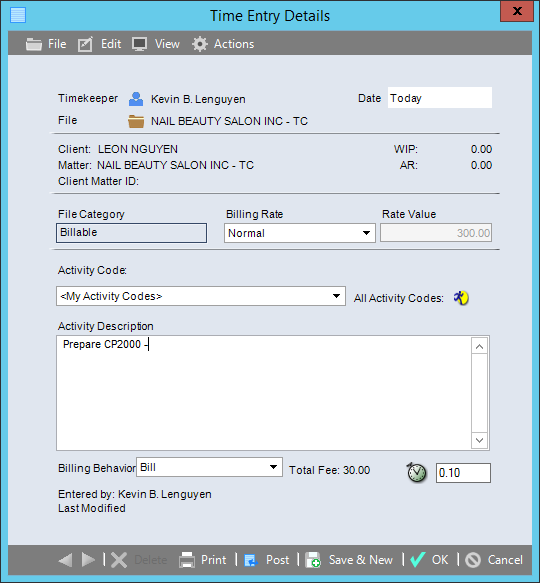 Time Entry Details
x
File Edit View Actions
Timekeeper Kevin B. Lenguyen Date Today
File NAIL BEAUTY SALON INC - TC
Client: LEON NGUYEN WIP: 0.00
Matter: NAIL BEAUTY SALON INC - TC AR: 0.00
Client Matter ID:
File Category Billing Rate Rate Value
Billable Normal 300.00
Activity Code:
<My Activity Codes> All Activity Codes:
Activity Description
Prepare CP2000 -
Billing Behavior Bill Total Fee: 30.00 0.10
Entered by: Kevin B. Lenguyen
Last Modified
Delete Print Post Save & New OK Cancel